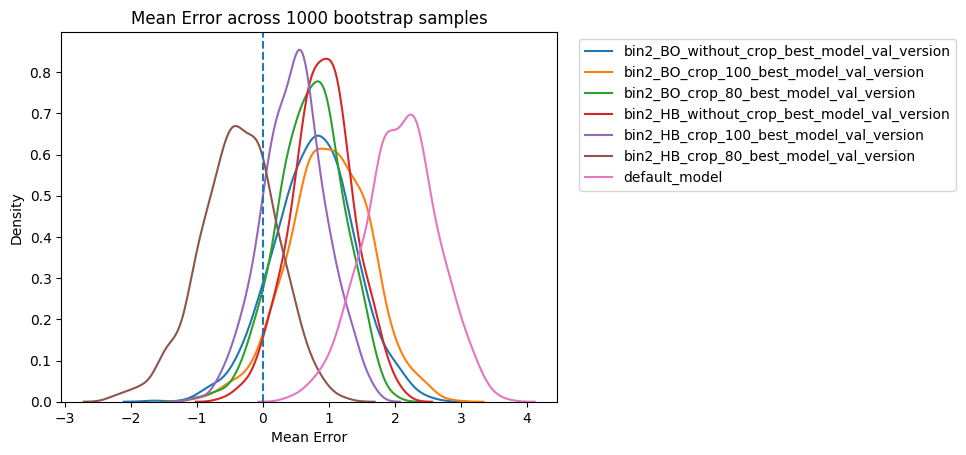 Mean Error across 1000 bootstrap samples
Density
0.0
0.1
0.2
0.3
0.4
0.5
0.6
0.7
0.8
−3
−2
−1
0
1
2
3
4
Mean Error
bin2_BO_without_crop_best_model_val_version
bin2_BO_crop_100_best_model_val_version
bin2_BO_crop_80_best_model_val_version
bin2_HB_without_crop_best_model_val_version
bin2_HB_crop_100_best_model_val_version
bin2_HB_crop_80_best_model_val_version
default_model